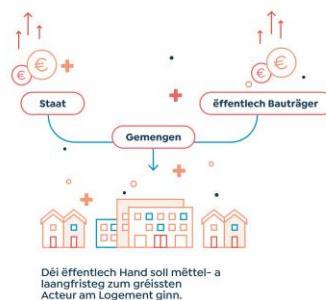 € €
€ €
Staat
ëffentlech Bauträger
Gemengen
Déi ëffentlech Hand soll mëttel- a
laangfristeg zum gréissten
Acteur am Logement ginn.